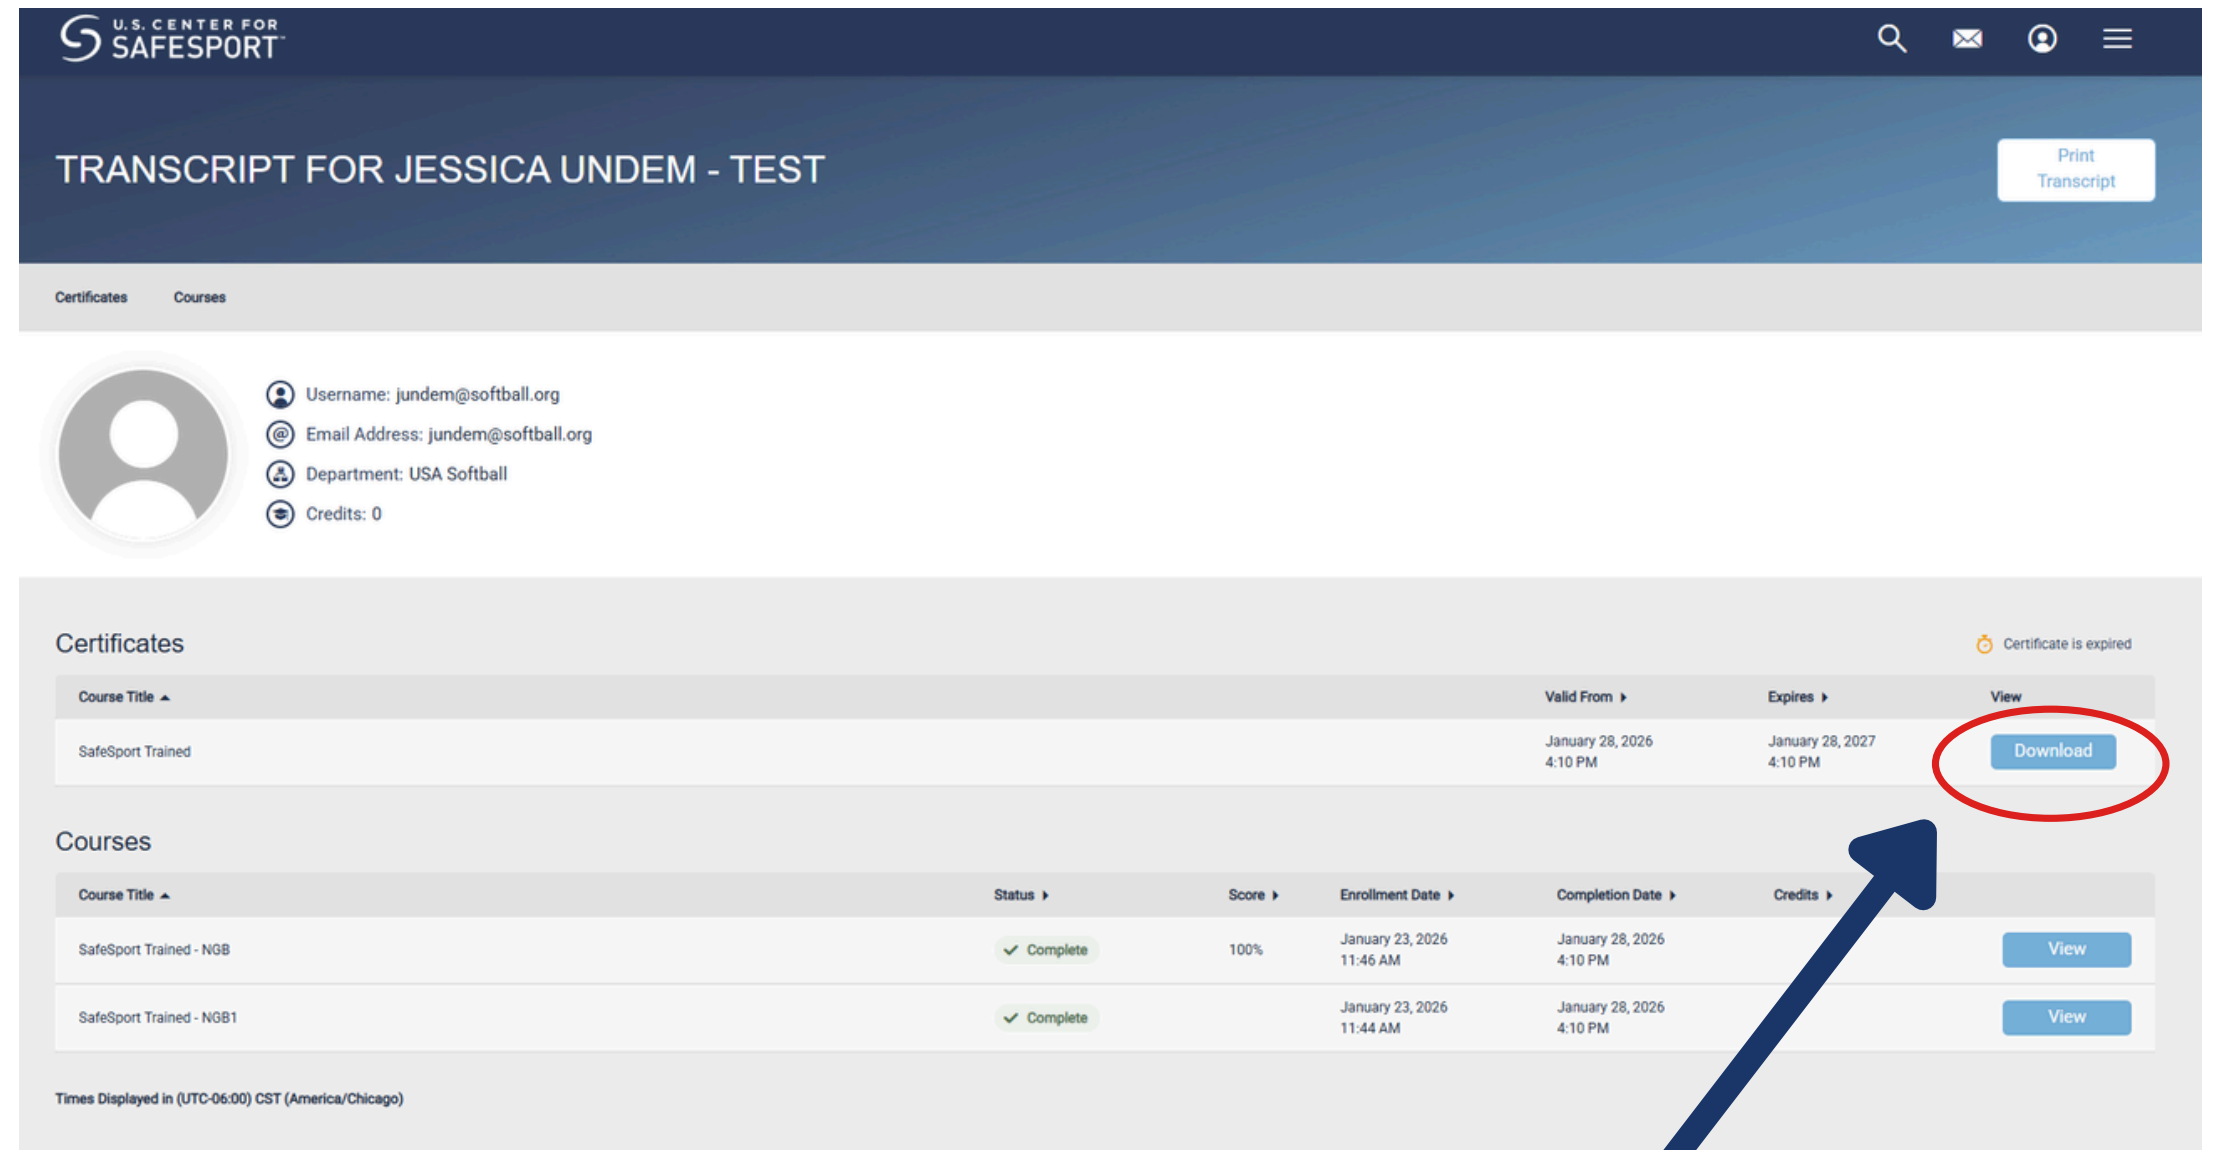 U.S. CENTER FOR
SAFESPORT™
TRANSCRIPT FOR JESSICA UNDEM - TEST
Print
Transcript
Certificates Courses
Username: jundem@softball.org
@ Email Address: jundem@softball.org
Department: USA Softball
Credits: 0
Certificates
Certificate is expired
Course Title Valid From Expires View
SafeSport Trained January 28, 2026 4:10 PM January 28, 2027 4:10 PM Download
Courses
Course Title Status Score Enrollment Date Completion Date Credits
SafeSport Trained - NGB Complete 100% January 23, 2026 11:46 AM January 28, 2026 4:10 PM View
SafeSport Trained - NGB1 Complete January 23, 2026 11:44 AM January 28, 2026 4:10 PM View
Times Displayed in (UTC-06:00) CST (America/Chicago)